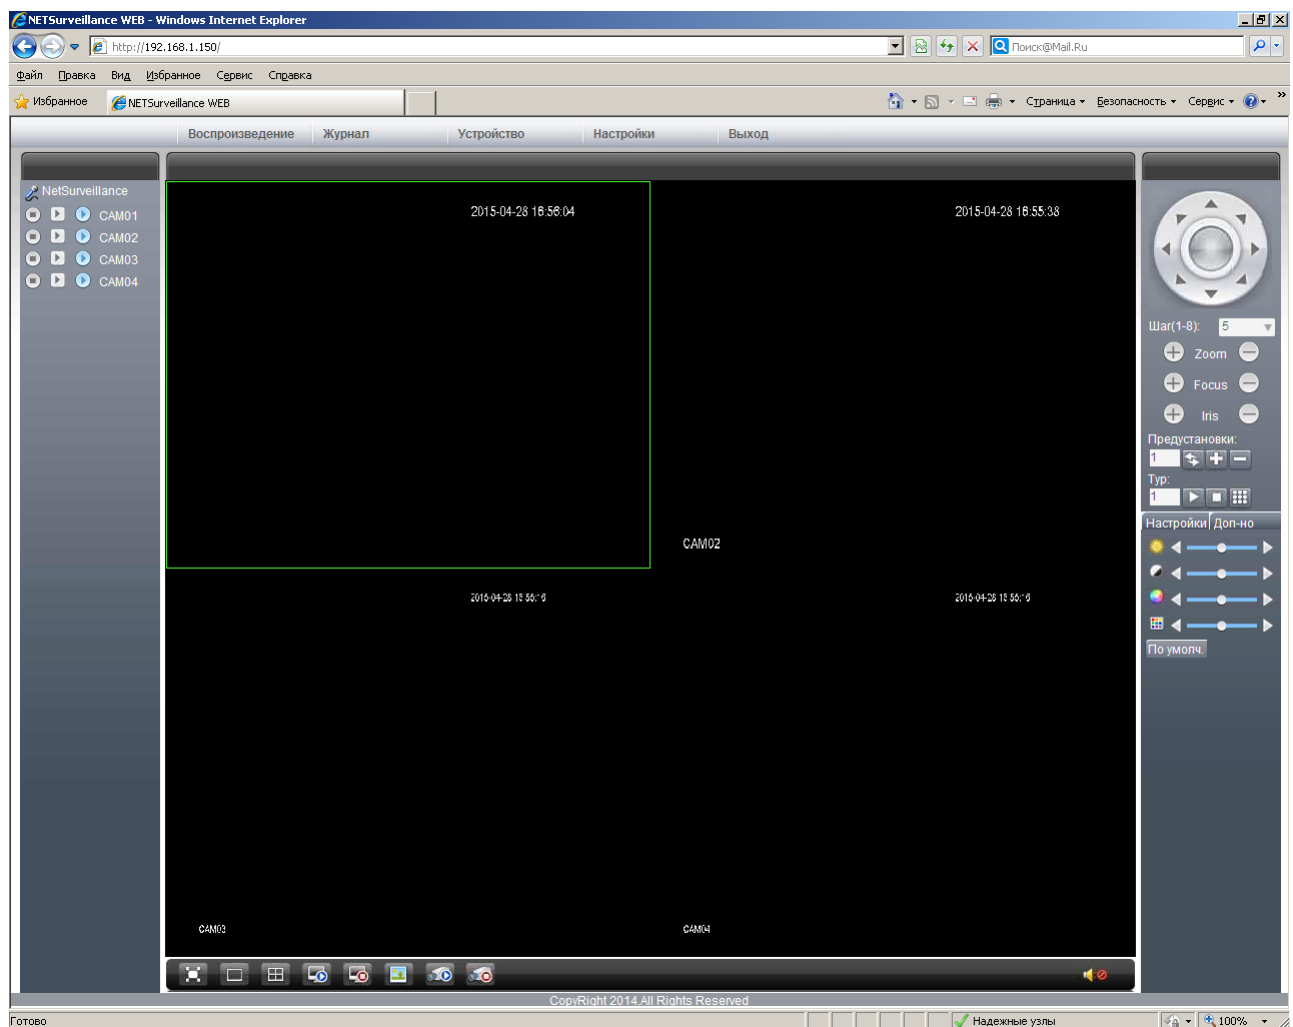 NETSurveillance WEB - Windows Internet Explorer
http://192.168.1.150/
Поиск@Mail.Ru
Файл Правка Вид Избранное Сервис Справка
Избранное NETSurveillance WEB Страница Безопасность Сервис
Воспроизведение Журнал Устройство Настройки Выход
NetSurveillance
CAM01
CAM02
CAM03
CAM04
2015-04-28 16:56:04
2015-04-28 16:55:38
CAM02
CAM03
CAM04
Шаг(1-8): 5
Zoom
Focus
Iris
Предустановки:
1
Тур:
1
Настройки Доп-но
По умолч.
CopyRight 2014,All Rights Reserved
Готово Надежные узлы 100%